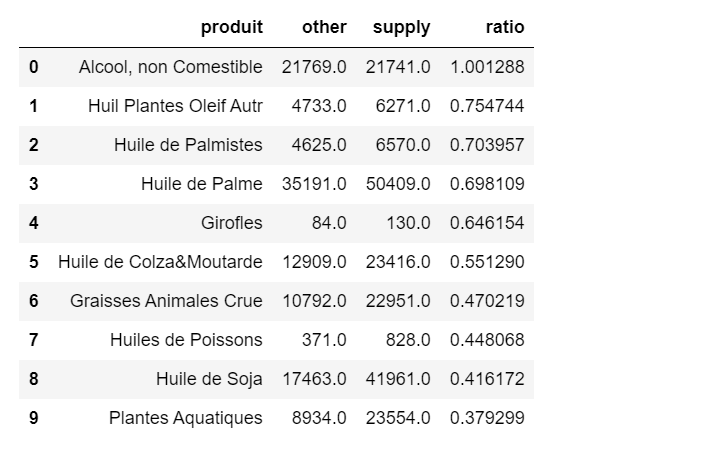 produit other supply ratio
0 Alcool, non Comestible 21769.0 21741.0 1.001288
1 Huil Plantes Oleif Autr 4733.0 6271.0 0.754744
2 Huile de Palmistes 4625.0 6570.0 0.703957
3 Huile de Palme 35191.0 50409.0 0.698109
4 Girofles 84.0 130.0 0.646154
5 Huile de Colza&Moutarde 12909.0 23416.0 0.551290
6 Graisses Animales Crue 10792.0 22951.0 0.470219
7 Huiles de Poissons 371.0 828.0 0.448068
8 Huile de Soja 17463.0 41961.0 0.416172
9 Plantes Aquatiques 8934.0 23554.0 0.379299